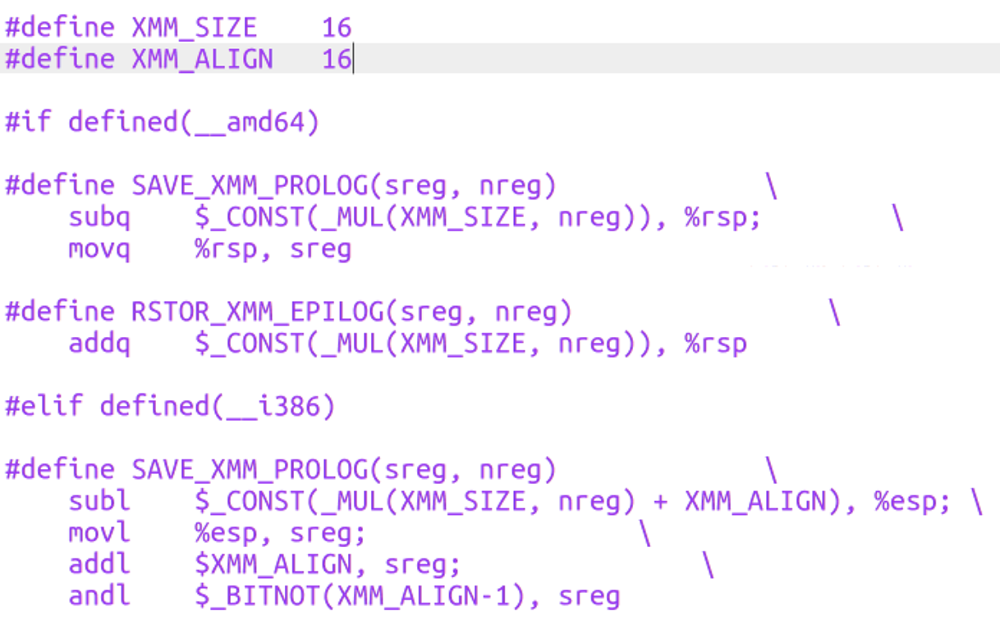 #define XMM_SIZE    16
#define XMM_ALIGN   16
#if defined(__amd64)
#define SAVE_XMM_PROLOG(sreg, nreg)             \
    subq    $_CONST(_MUL(XMM_SIZE, nreg)), %rsp;        \
    movq    %rsp, sreg
#define RSTOR_XMM_EPILOG(sreg, nreg)                \
    addq    $_CONST(_MUL(XMM_SIZE, nreg)), %rsp
#elif defined(__i386)
#define SAVE_XMM_PROLOG(sreg, nreg)             \
    subl    $_CONST(_MUL(XMM_SIZE, nreg) + XMM_ALIGN), %esp; \
    movl    %esp, sreg;                 \
    addl    $XMM_ALIGN, sreg;               \
    andl    $_BITNOT(XMM_ALIGN-1), sreg